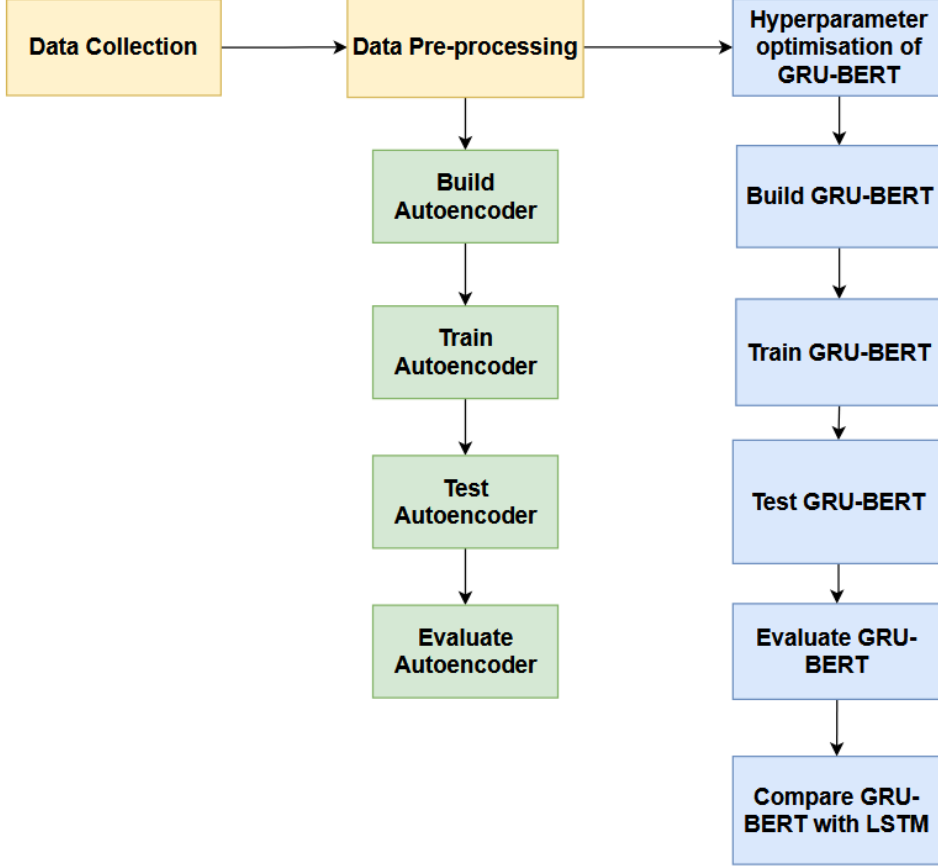 Data Collection
Data Pre-processing
Hyperparameter
optimisation of
GRU-BERT
Build
Autoencoder
Train
Autoencoder
Test
Autoencoder
Evaluate
Autoencoder
Build GRU-BERT
Train GRU-BERT
Test GRU-BERT
Evaluate GRU-
BERT
Compare GRU-
BERT with LSTM